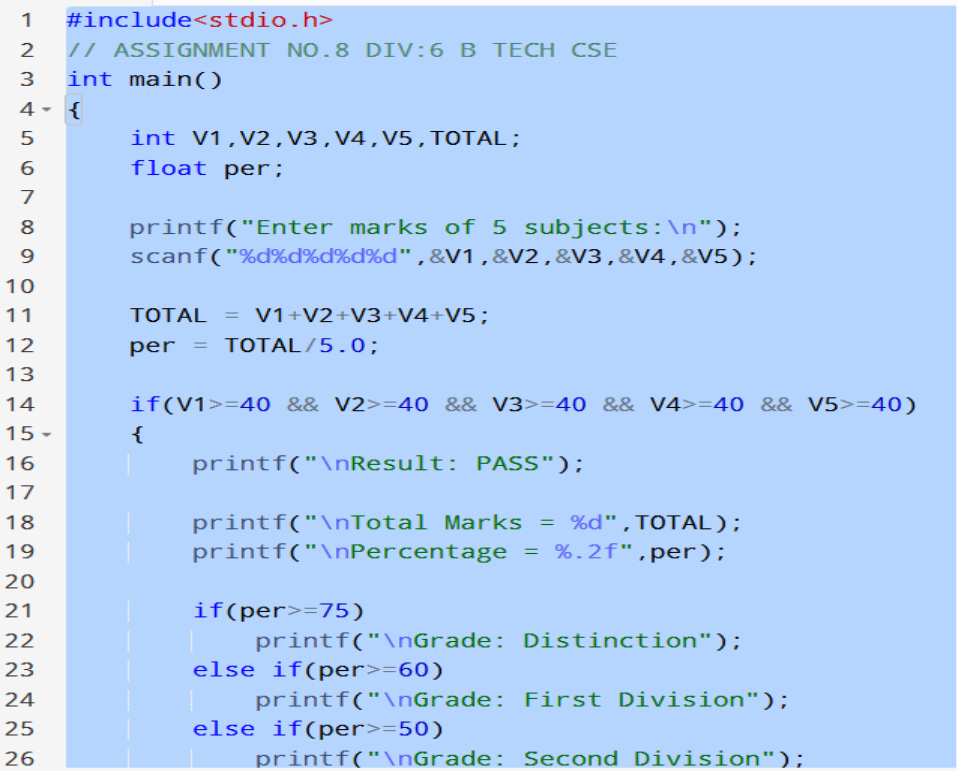 1 #include<stdio.h>
2 // ASSIGNMENT NO.8 DIV:6 B TECH CSE
3 int main()
4 {
5 int V1,V2,V3,V4,V5,TOTAL;
6 float per;
7
8 printf("Enter marks of 5 subjects:\n");
9 scanf("%d%d%d%d%d",&V1,&V2,&V3,&V4,&V5);
10
11 TOTAL = V1+V2+V3+V4+V5;
12 per = TOTAL/5.0;
13
14 if(V1>=40 && V2>=40 && V3>=40 && V4>=40 && V5>=40)
15 {
16 printf("\nResult: PASS");
17
18 printf("\nTotal Marks = %d",TOTAL);
19 printf("\nPercentage = %.2f",per);
20
21 if(per>=75)
22 printf("\nGrade: Distinction");
23 else if(per>=60)
24 printf("\nGrade: First Division");
25 else if(per>=50)
26 printf("\nGrade: Second Division");